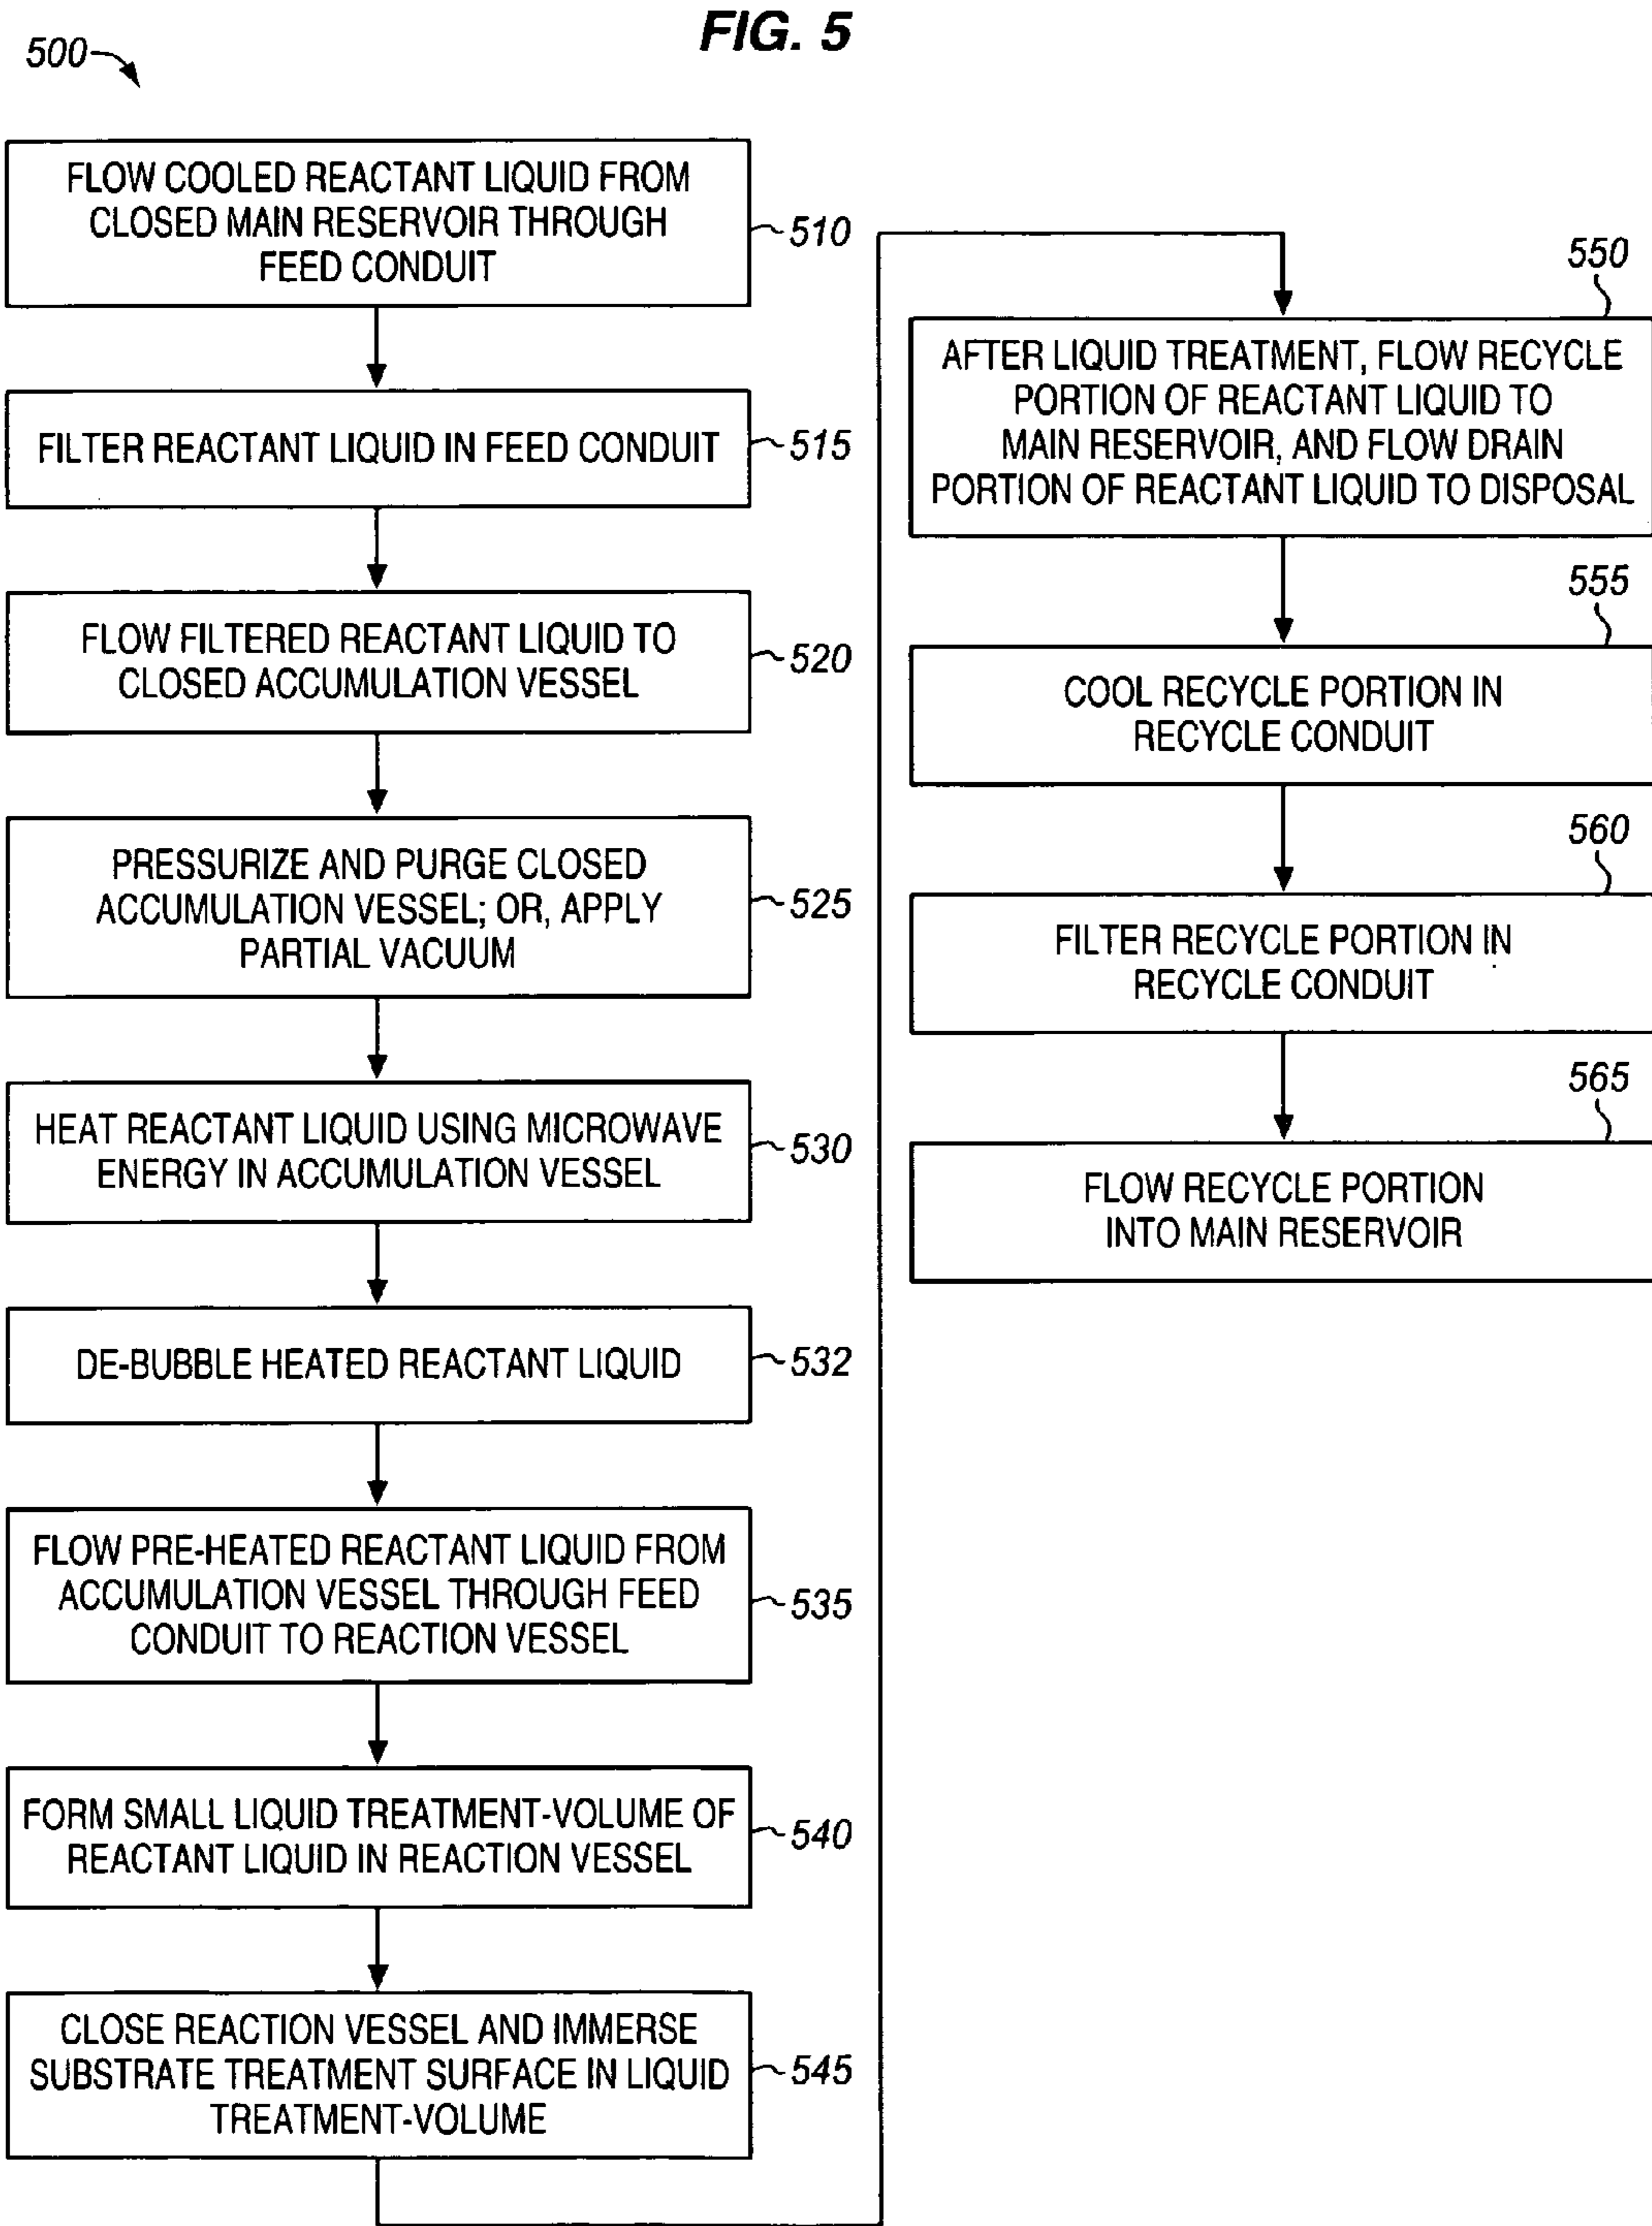 FIG. 5
500
FLOW COOLED REACTANT LIQUID FROM
CLOSED MAIN RESERVOIR THROUGH
FEED CONDUIT
510
FILTER REACTANT LIQUID IN FEED CONDUIT
515
FLOW FILTERED REACTANT LIQUID TO
CLOSED ACCUMULATION VESSEL
520
PRESSURIZE AND PURGE CLOSED
ACCUMULATION VESSEL; OR, APPLY
PARTIAL VACUUM
525
HEAT REACTANT LIQUID USING MICROWAVE
ENERGY IN ACCUMULATION VESSEL
530
DE-BUBBLE HEATED REACTANT LIQUID
532
FLOW PRE-HEATED REACTANT LIQUID FROM
ACCUMULATION VESSEL THROUGH FEED
CONDUIT TO REACTION VESSEL
535
FORM SMALL LIQUID TREATMENT-VOLUME OF
REACTANT LIQUID IN REACTION VESSEL
540
CLOSE REACTION VESSEL AND IMMERSE
SUBSTRATE TREATMENT SURFACE IN LIQUID
TREATMENT-VOLUME
545
550
AFTER LIQUID TREATMENT, FLOW RECYCLE
PORTION OF REACTANT LIQUID TO
MAIN RESERVOIR, AND FLOW DRAIN
PORTION OF REACTANT LIQUID TO DISPOSAL
555
COOL RECYCLE PORTION IN
RECYCLE CONDUIT
560
FILTER RECYCLE PORTION IN
RECYCLE CONDUIT
565
FLOW RECYCLE PORTION
INTO MAIN RESERVOIR